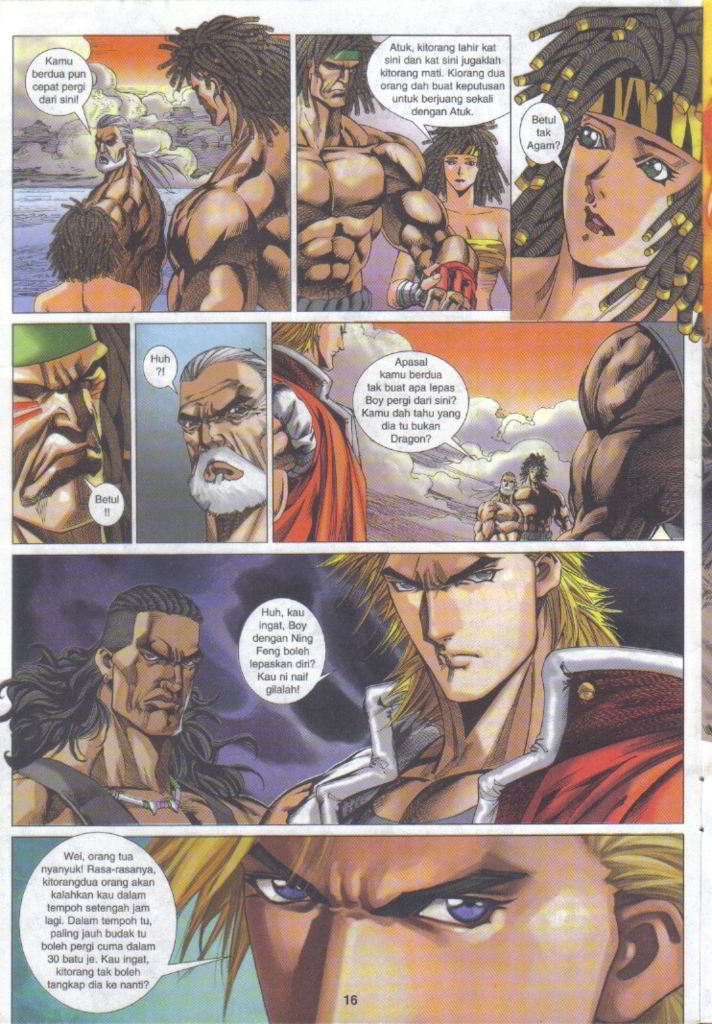 Kamu
berdua pun
cepat pergi
dari sini!
Atuk, kitorang lahir kat
sini dan kat sini jugaklah
kitorang mati. Kiorang dua
orang dah buat keputusan
untuk berjuang sekali
dengan Atuk.
Betul
tak
Agam?
Betul
!!
Huh
?!
Apasal
kamu berdua
tak buat apa lepas
Boy pergi dari sini?
Kamu dah tahu yang
dia tu bukan
Dragon?
Huh, kau
ingat, Boy
dengan Ning
Feng boleh
lepaskan diri?
Kau ni naif
gilalah!
Wei, orang tua
nyanyuk! Rasa-rasanya,
kitorangdua orang akan
kalahkan kau dalam
tempoh setengah jam
lagi. Dalam tempoh tu,
paling jauh budak tu
boleh pergi cuma dalam
30 batu je. Kau ingat,
kitorang tak boleh
tangkap dia ke nanti?
16